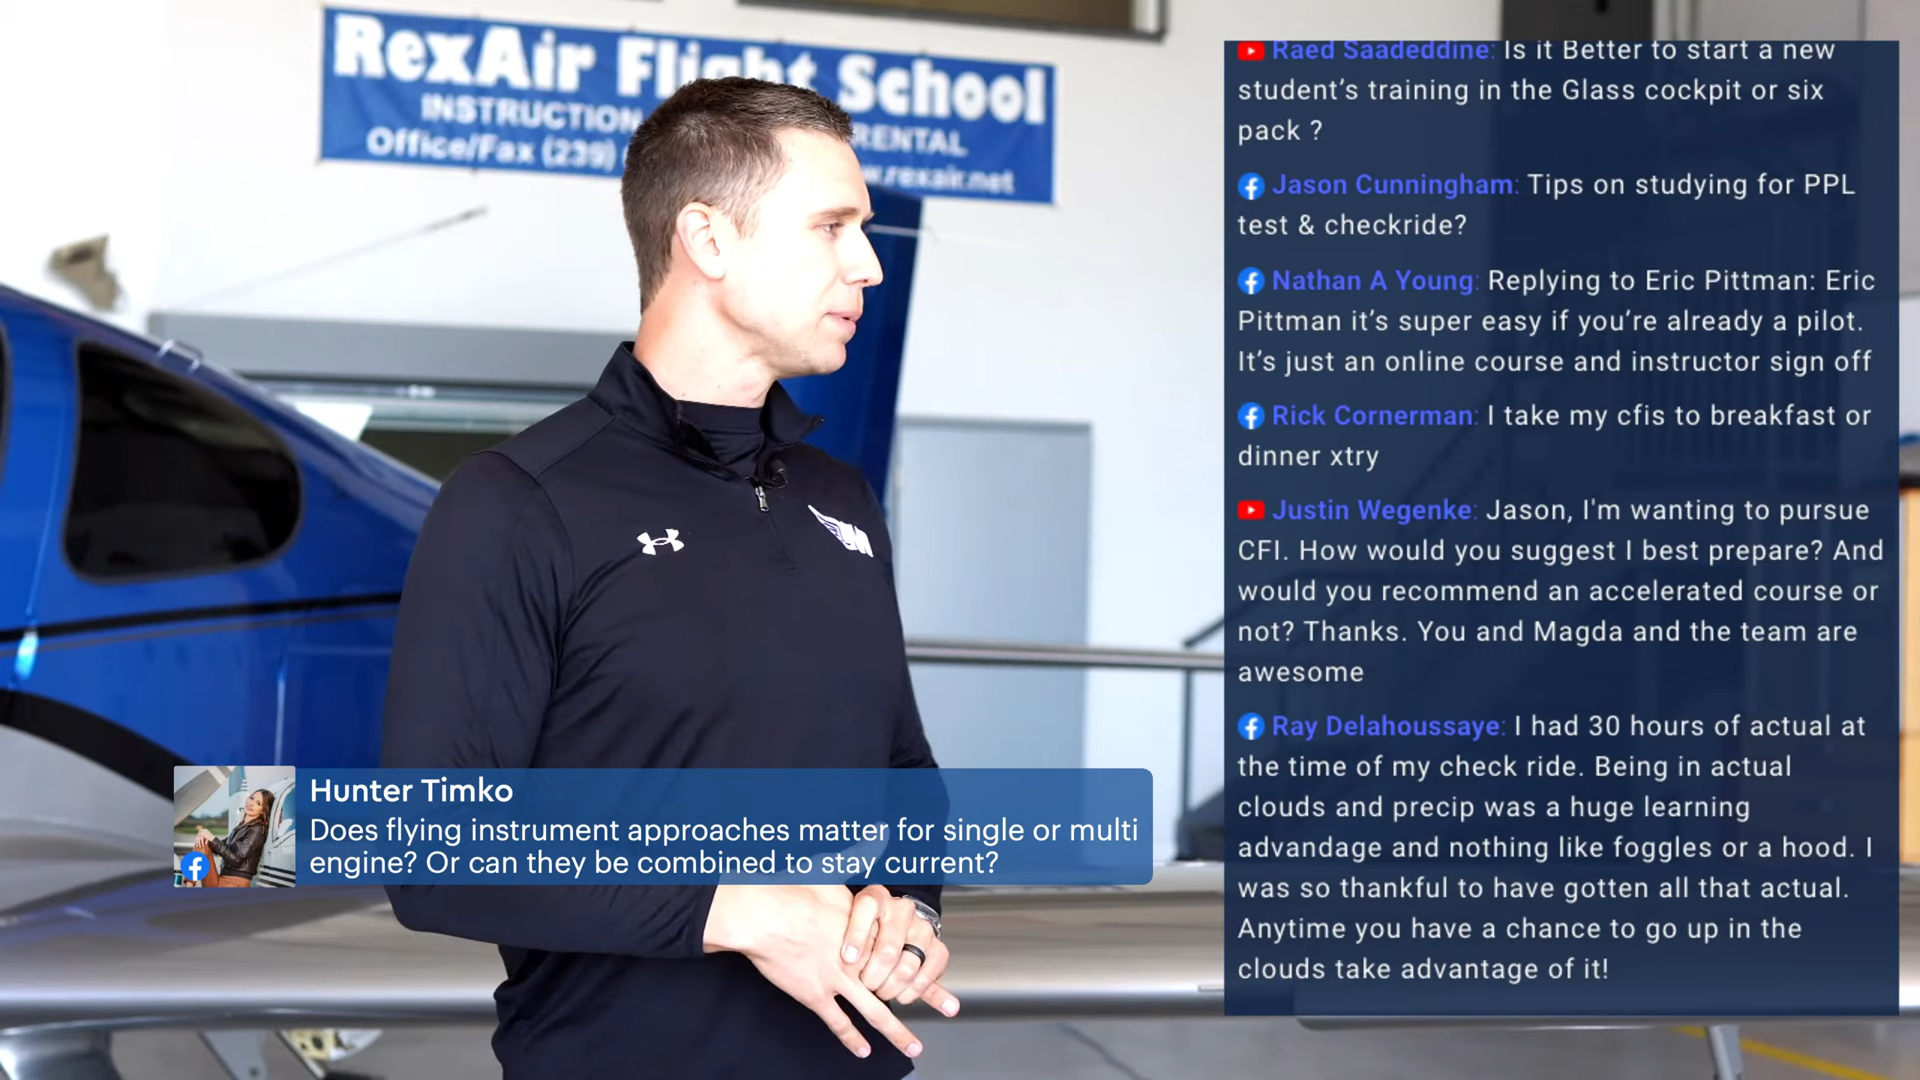 RexAir Flight School
INSTRUCTION RENTAL
Office/Fax (239) www.rexair.net
Raed Saadeddine: Is it Better to start a new
student's training in the Glass cockpit or six
pack ?
Jason Cunningham: Tips on studying for PPL
test & checkride?
Nathan A Young: Replying to Eric Pittman: Eric
Pittman it's super easy if you're already a pilot.
It's just an online course and instructor sign off
Rick Cornerman: I take my cfis to breakfast or
dinner xtry
Justin Wegenke: Jason, I'm wanting to pursue
CFI. How would you suggest I best prepare? And
would you recommend an accelerated course or
not? Thanks. You and Magda and the team are
awesome
Ray Delahoussaye: I had 30 hours of actual at
the time of my check ride. Being in actual
clouds and precip was a huge learning
advandage and nothing like foggles or a hood. I
was so thankful to have gotten all that actual.
Anytime you have a chance to go up in the
clouds take advantage of it!
Hunter Timko
Does flying instrument approaches matter for single or multi
engine? Or can they be combined to stay current?